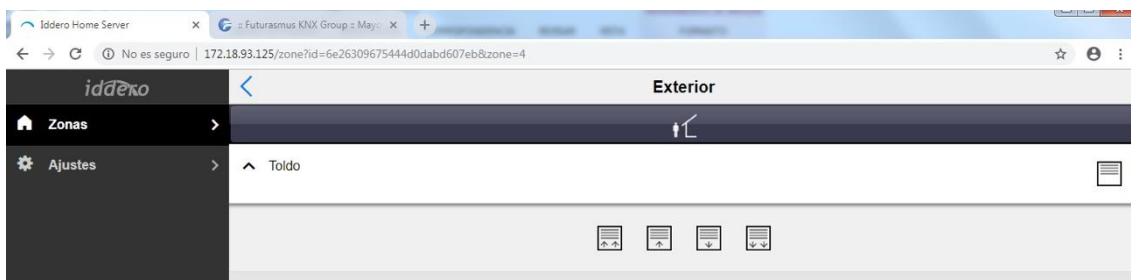 Iddero Home Server
:: Futurasmus KNX Group :: Mayo
No es seguro
172.18.93.125/zone?id=6e26309675444d0dabd607eb&zone=4
iddero
Exterior
Zonas
Ajustes
Toldo